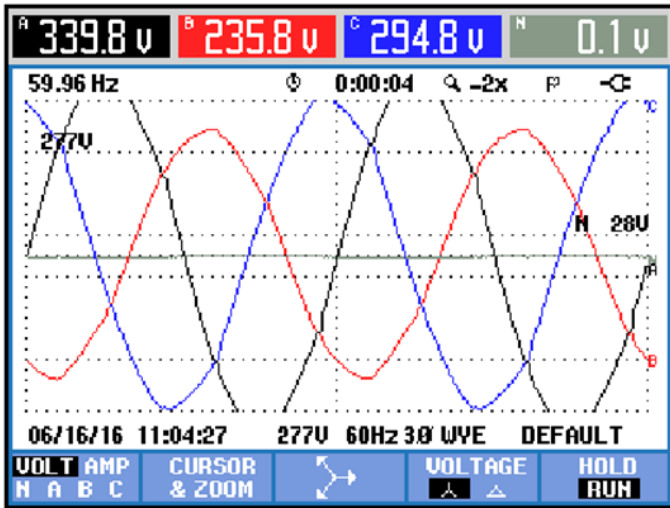 A 339.8 V B 235.8 V C 294.8 V N 0.1 V
59.96 Hz 0:00:04 -2x P
C
277V
N 28V
N
A
B
06/16/16 11:04:27 277V 60Hz 3Ø WYE DEFAULT
VOLT AMP CURSOR VOLTAGE HOLD
N A B C & ZOOM RUN